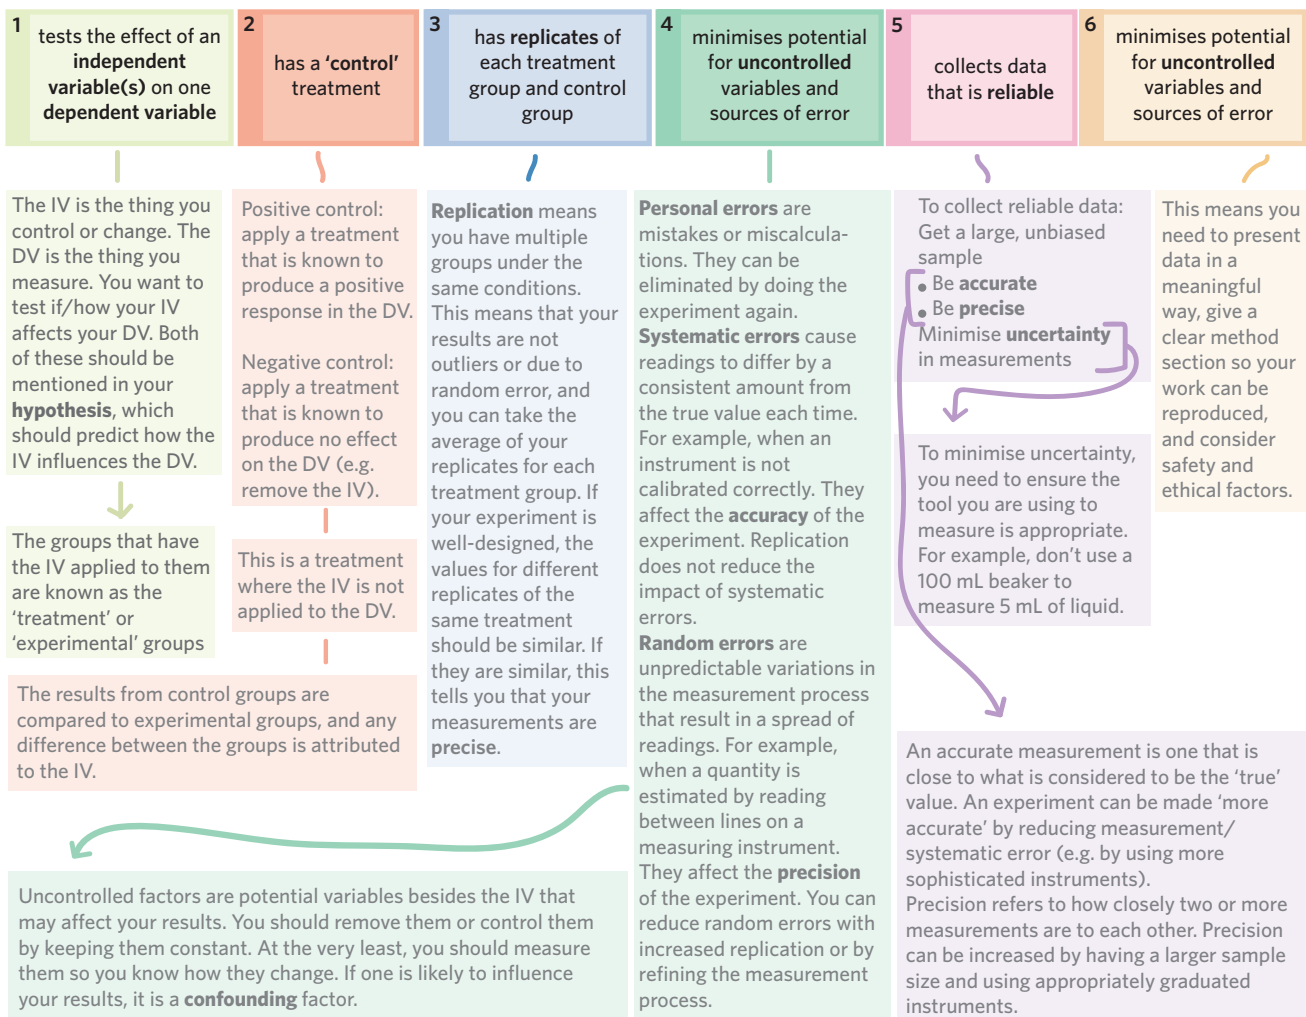 1
tests the effect of an
independent
variable(s) on one
dependent variable
2
has a ‘control’
treatment
3
has replicates of
each treatment
group and control
group
4
minimises potential
for uncontrolled
variables and
sources of error
5
collects data
that is reliable
6
minimises potential
for uncontrolled
variables and
sources of error
The IV is the thing you
control or change. The
DV is the thing you
measure. You want to
test if/how your IV
affects your DV. Both
of these should be
mentioned in your
hypothesis, which
should predict how the
IV influences the DV.
The groups that have
the IV applied to them
are known as the
‘treatment’ or
‘experimental’ groups
Positive control:
apply a treatment
that is known to
produce a positive
response in the DV.
Negative control:
apply a treatment
that is known to
produce no effect
on the DV (e.g.
remove the IV).
This is a treatment
where the IV is not
applied to the DV.
The results from control groups are
compared to experimental groups, and any
difference between the groups is attributed
to the IV.
Replication means
you have multiple
groups under the
same conditions.
This means that your
results are not
outliers or due to
random error, and
you can take the
average of your
replicates for each
treatment group. If
your experiment is
well-designed, the
values for different
replicates of the
same treatment
should be similar. If
they are similar, this
tells you that your
measurements are
precise.
Personal errors are
mistakes or miscalcula-
tions. They can be
eliminated by doing the
experiment again.
Systematic errors cause
readings to differ by a
consistent amount from
the true value each time.
For example, when an
instrument is not
calibrated correctly. They
affect the accuracy of the
experiment. Replication
does not reduce the
impact of systematic
errors.
Random errors are
unpredictable variations in
the measurement process
that result in a spread of
readings. For example,
when a quantity is
estimated by reading
between lines on a
measuring instrument.
They affect the precision
of the experiment. You can
reduce random errors with
increased replication or by
refining the measurement
process.
Uncontrolled factors are potential variables besides the IV that
may affect your results. You should remove them or control them
by keeping them constant. At the very least, you should measure
them so you know how they change. If one is likely to influence
your results, it is a confounding factor.
To collect reliable data:
Get a large, unbiased
sample
• Be accurate
• Be precise
Minimise uncertainty
in measurements
To minimise uncertainty,
you need to ensure the
tool you are using to
measure is appropriate.
For example, don’t use a
100 mL beaker to
measure 5 mL of liquid.
An accurate measurement is one that is
close to what is considered to be the ‘true’
value. An experiment can be made ‘more
accurate’ by reducing measurement/
systematic error (e.g. by using more
sophisticated instruments).
Precision refers to how closely two or more
measurements are to each other. Precision
can be increased by having a larger sample
size and using appropriately graduated
instruments.
This means you
need to present
data in a
meaningful
way, give a
clear method
section so your
work can be
reproduced,
and consider
safety and
ethical factors.